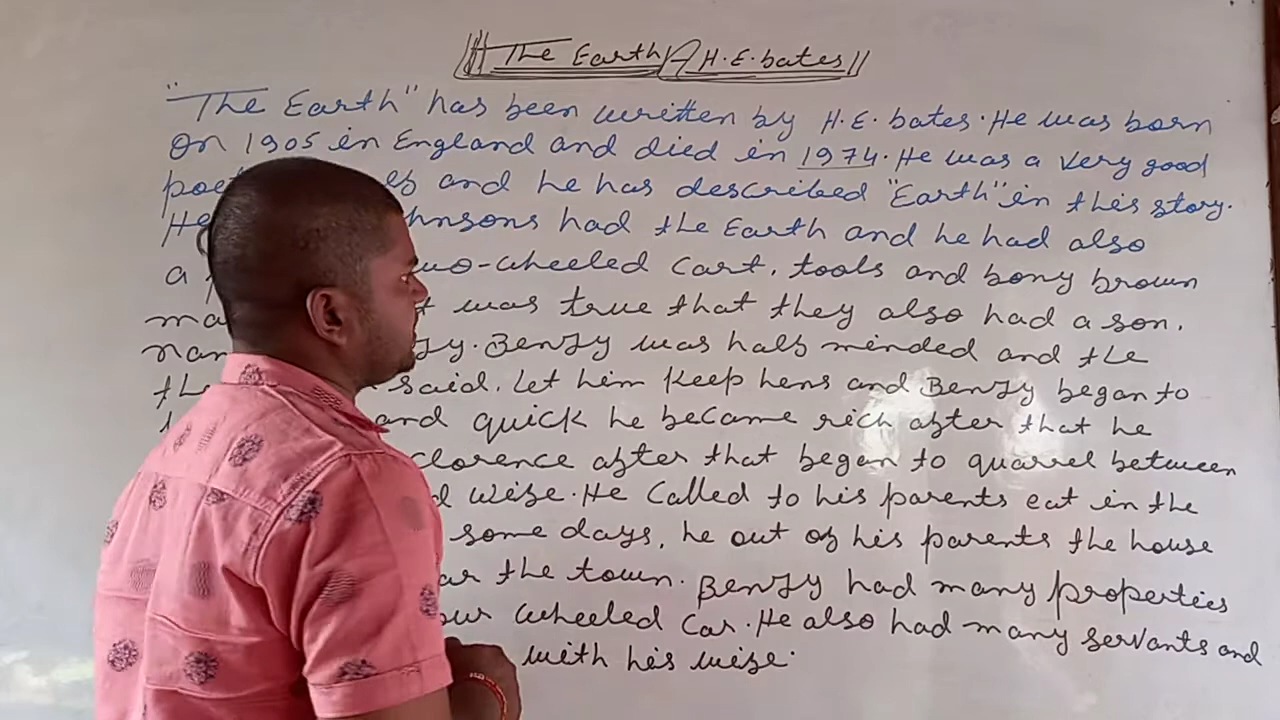 The Earth / H.E.bates
"The Earth" has been written by H.E. bates. He was born
On 1905 in England and died in 1974. He was a very good
poet and he has described "Earth" in this story.
He had the Earth and he had also
a wheeled cart, tools and bony brown
was true that they also had a son.
Benjy was half minded and the
said. Let him keep hens and Benjy began to
and quick he became rich after that he
clorence after that began to quarrel between
wife. He called to his parents eat in the
some days, he out of his parents the house
the town. Benjy had many properties
wheeled car. He also had many servants and
with his wife.